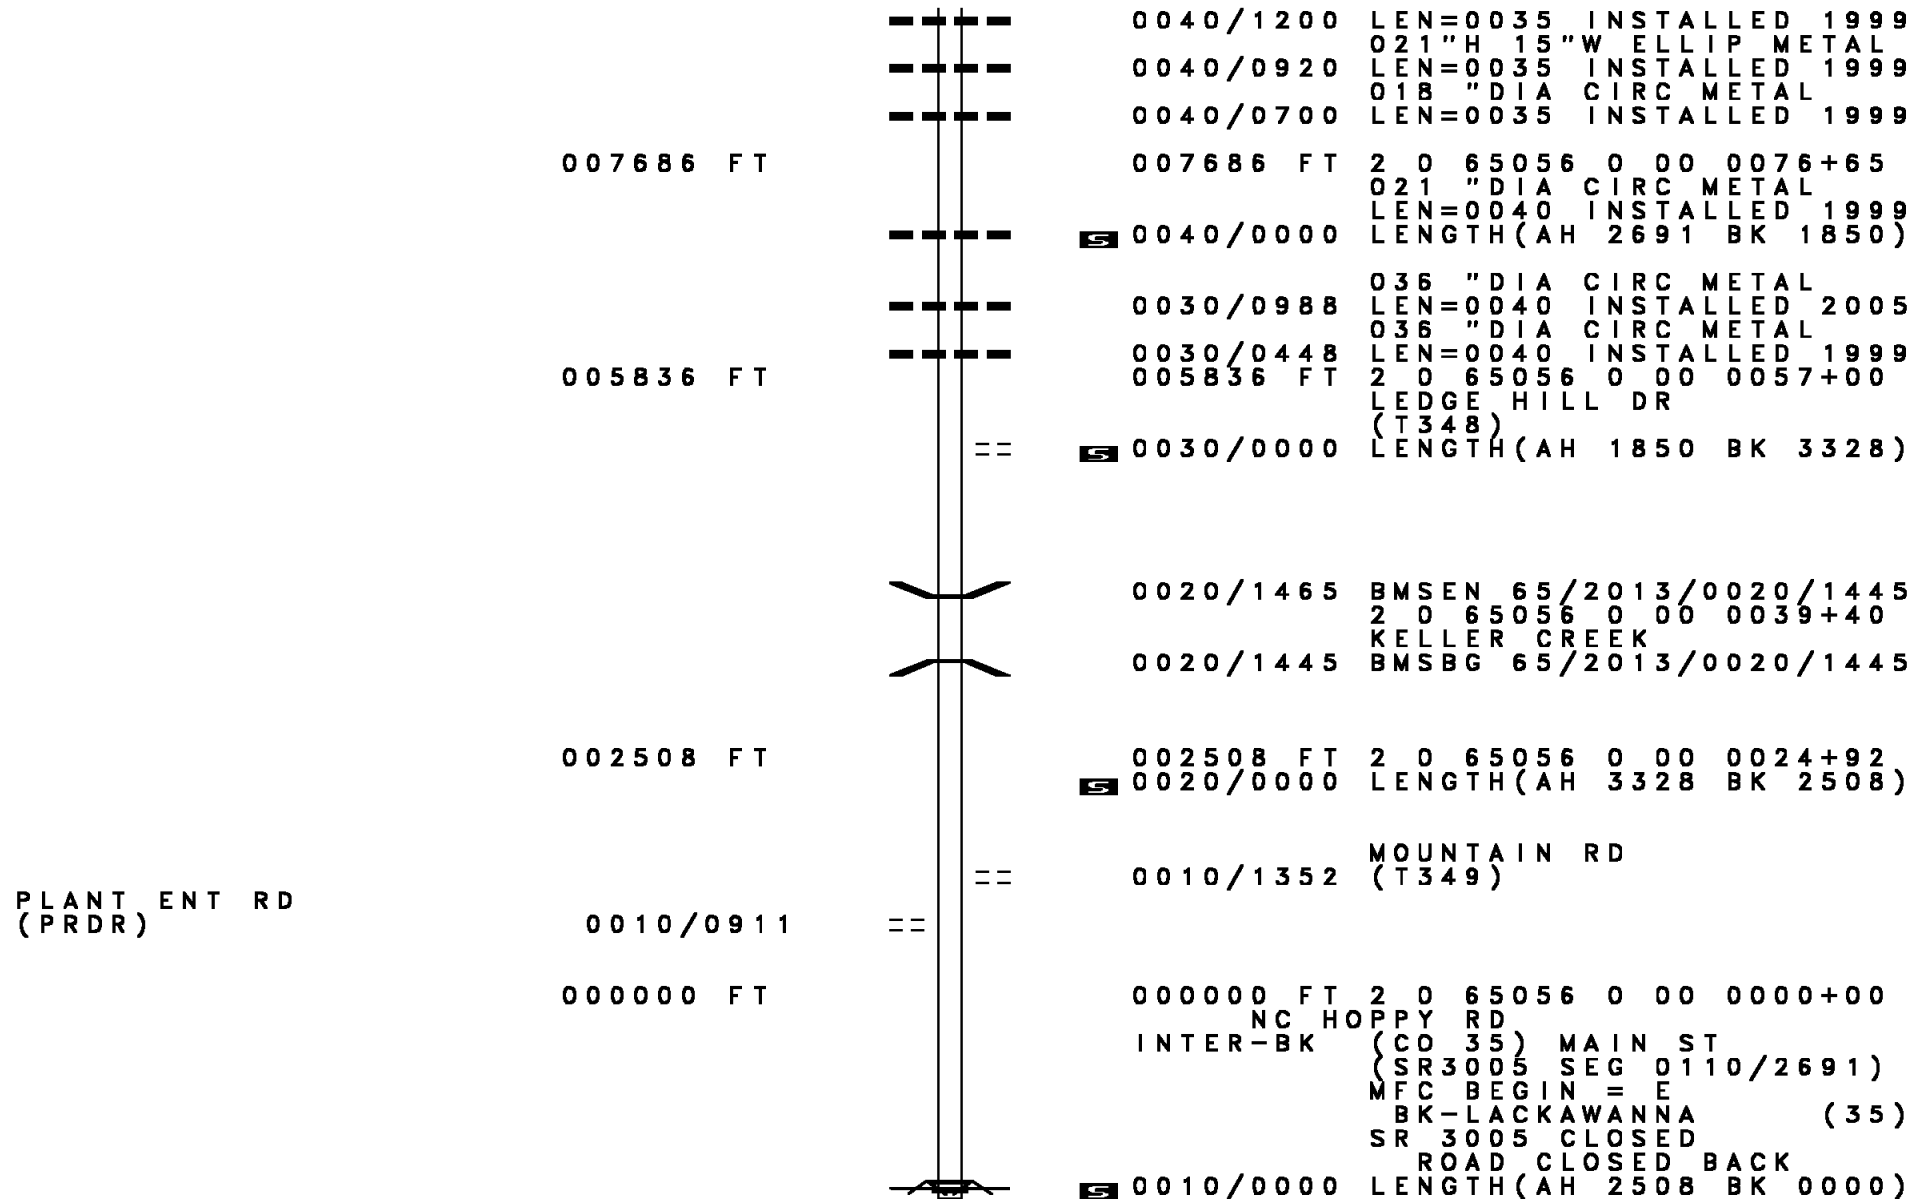 0040/1200 LEN=0035 INSTALLED 1999
021"H 15"W ELLIP METAL
0040/0920 LEN=0035 INSTALLED 1999
018 "DIA CIRC METAL
0040/0700 LEN=0035 INSTALLED 1999
007686 FT 007686 FT 2 0 65056 0 00 0076+65
021 "DIA CIRC METAL
LEN=0040 INSTALLED 1999
S 0040/0000 LENGTH(AH 2691 BK 1850)
036 "DIA CIRC METAL
0030/0988 LEN=0040 INSTALLED 2005
036 "DIA CIRC METAL
0030/0448 LEN=0040 INSTALLED 1999
005836 FT 005836 FT 2 0 65056 0 00 0057+00
LEDGE HILL DR
(T348)
S 0030/0000 LENGTH(AH 1850 BK 3328)
0020/1465 BMSEN 65/2013/0020/1445
2 0 65056 0 00 0039+40
KELLER CREEK
0020/1445 BMSBG 65/2013/0020/1445
002508 FT 002508 FT 2 0 65056 0 00 0024+92
S 0020/0000 LENGTH(AH 3328 BK 2508)
MOUNTAIN RD
0010/1352 (T349)
PLANT ENT RD
(PRDR) 0010/0911
000000 FT 000000 FT 2 0 65056 0 00 0000+00
NC HOPPY RD
INTER-BK (CO 35) MAIN ST
(SR3005 SEG 0110/2691)
MFC BEGIN = E
BK-LACKAWANNA (35)
SR 3005 CLOSED
ROAD CLOSED BACK
S 0010/0000 LENGTH(AH 2508 BK 0000)